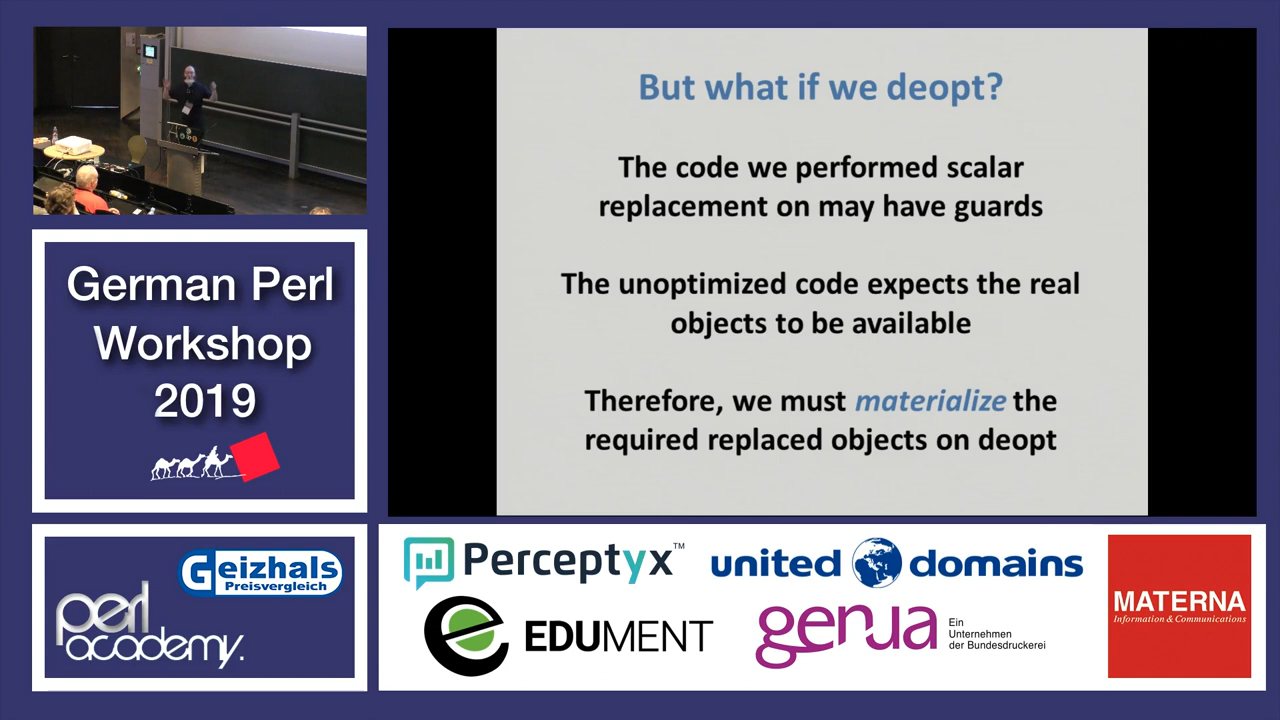 But what if we deopt?
The code we performed scalar
replacement on may have guards
The unoptimized code expects the real
objects to be available
Therefore, we must materialize the
required replaced objects on deopt
German Perl
Workshop
2019
Geizhals
Preisvergleich
perl
academy.
Perceptyx™
united domains
EDUMENT
genua
Ein
Unternehmen
der Bundesdruckerei
MATERNA
Information & Communications